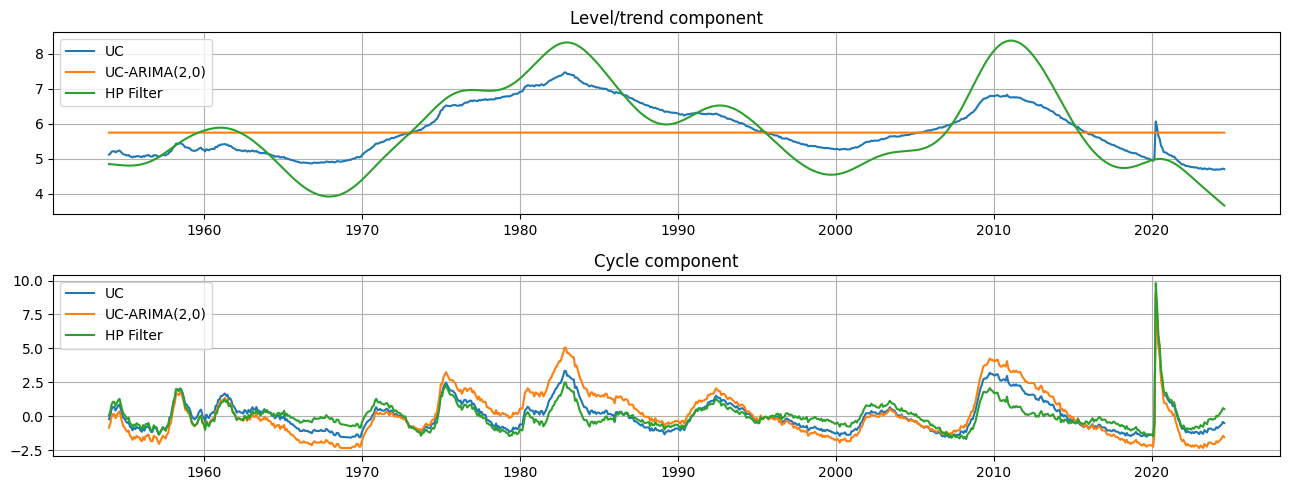 Level/trend component
8
7
6
5
4
UC
UC-ARIMA(2,0)
HP Filter
1960 1970 1980 1990 2000 2010 2020
Cycle component
10.0
7.5
5.0
2.5
0.0
−2.5
UC
UC-ARIMA(2,0)
HP Filter
1960 1970 1980 1990 2000 2010 2020